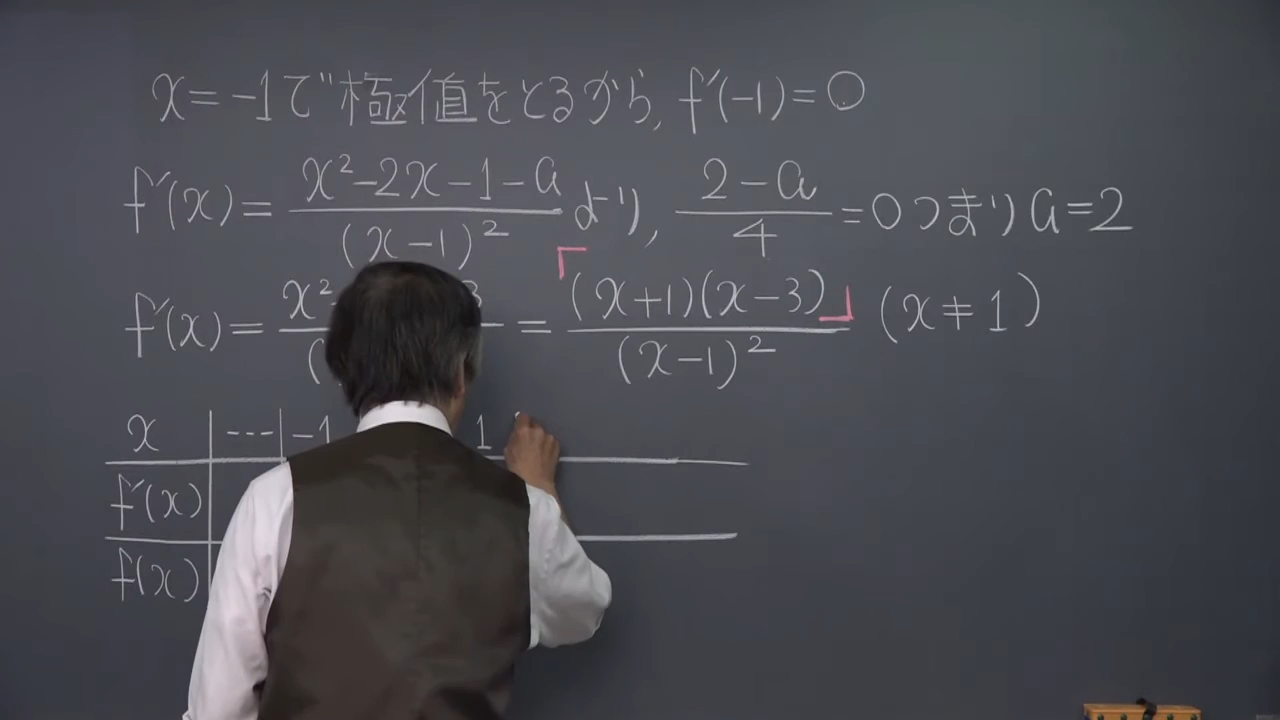 x=-1で極値をとるから, f'(-1)=0
f'(x)= x²-2x-1-a / (x-1)² より, 2-a / 4 =0 つまり a=2
f'(x)= x²- 3 / ( = (x+1)(x-3) / (x-1)² (x≠1)
x | --- | -1 1
f'(x)
f(x)